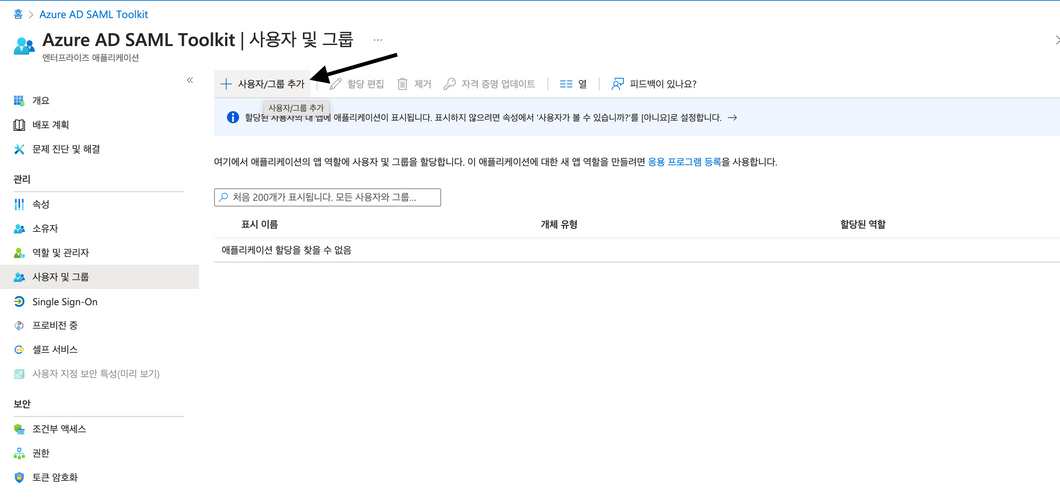 홈 > Azure AD SAML Toolkit
Azure AD SAML Toolkit | 사용자 및 그룹 ...
엔터프라이즈 애플리케이션
«
개요
배포 계획
문제 진단 및 해결
관리
속성
소유자
역할 및 관리자
사용자 및 그룹
Single Sign-On
프로비전 중
셀프 서비스
사용자 지정 보안 특성(미리 보기)
보안
조건부 액세스
권한
토큰 암호화
+ 사용자/그룹 추가 할당 편집 제거 자격 증명 업데이트 열 피드백이 있나요?
사용자/그룹 추가
할당된 사용자의 내 앱에 애플리케이션이 표시됩니다. 표시하지 않으려면 속성에서 '사용자가 볼 수 있습니까?'를 [아니요]로 설정합니다. →
여기에서 애플리케이션의 앱 역할에 사용자 및 그룹을 할당합니다. 이 애플리케이션에 대한 새 앱 역할을 만들려면 응용 프로그램 등록을 사용합니다.
처음 200개가 표시됩니다. 모든 사용자와 그룹...
표시 이름 개체 유형 할당된 역할
애플리케이션 할당을 찾을 수 없음